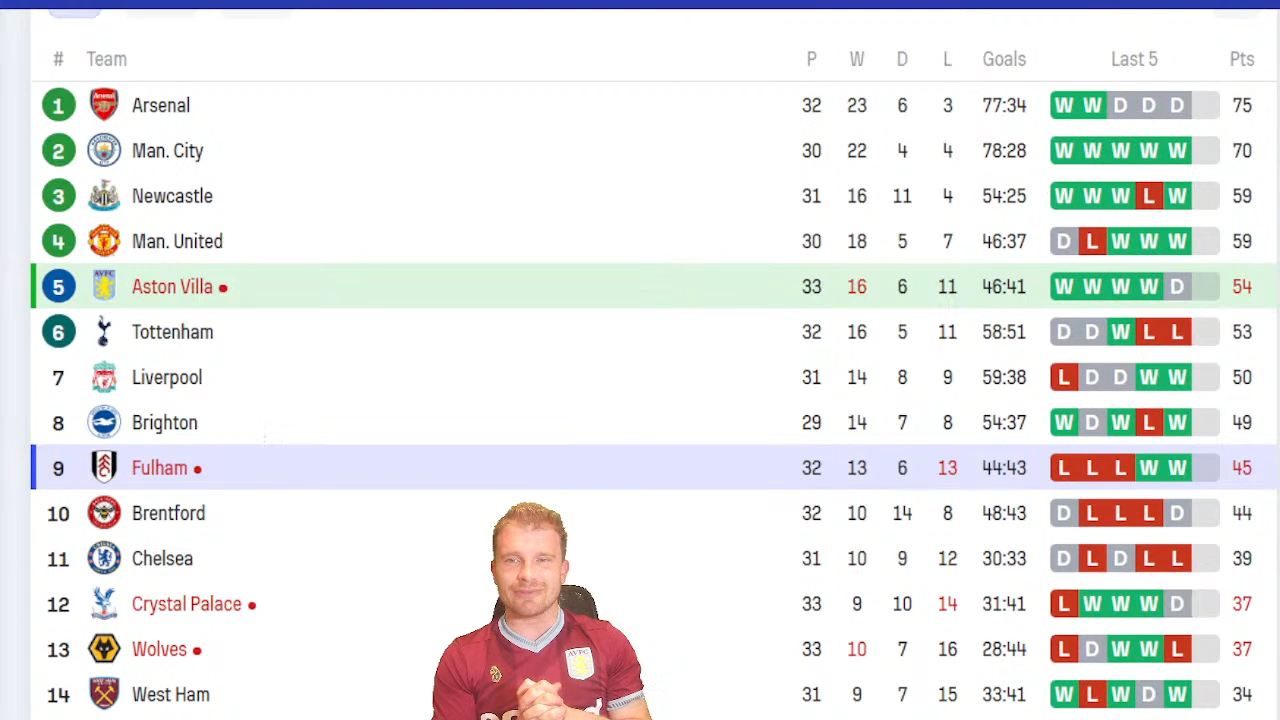 # Team P W D L Goals Last 5 Pts
1 Arsenal 32 23 6 3 77:34 W W D D D 75
2 Man. City 30 22 4 4 78:28 W W W W W 70
3 Newcastle 31 16 11 4 54:25 W W W L W 59
4 Man. United 30 18 5 7 46:37 D L W W W 59
5 Aston Villa 33 16 6 11 46:41 W W W W D 54
6 Tottenham 32 16 5 11 58:51 D D W L L 53
7 Liverpool 31 14 8 9 59:38 L D D W W 50
8 Brighton 29 14 7 8 54:37 W D W L W 49
9 Fulham 32 13 6 13 44:43 L L L W W 45
10 Brentford 32 10 14 8 48:43 D L L L D 44
11 Chelsea 31 10 9 12 30:33 D L D L L 39
12 Crystal Palace 33 9 10 14 31:41 L W W W D 37
13 Wolves 33 10 7 16 28:44 L D W W L 37
14 West Ham 31 9 7 15 33:41 W L W D W 34
AVFC